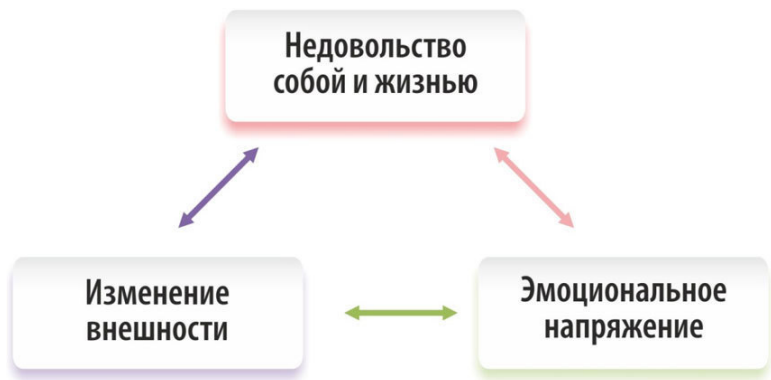 Недовольство
собой и жизнью
Изменение
внешности
Эмоциональное
напряжение